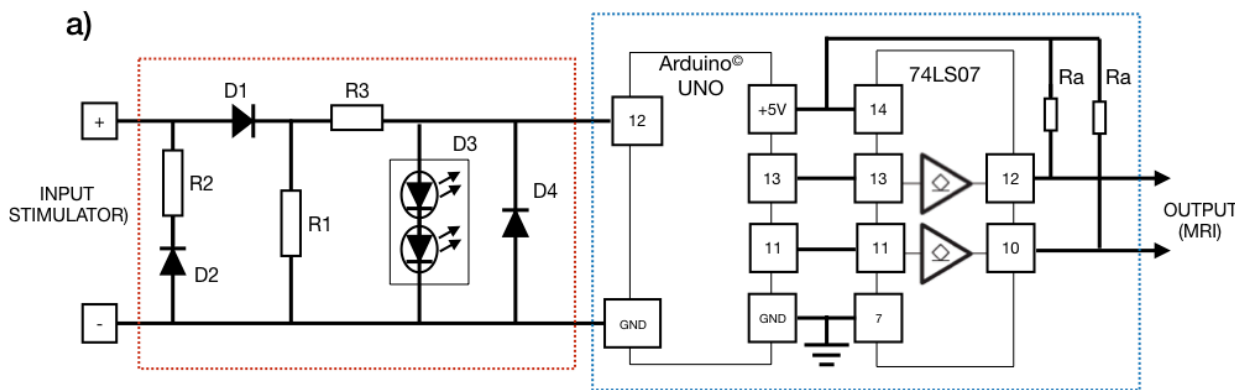 a)
Arduino©
UNO
74LS07
Ra
Ra
D1
R3
+
12
+5V
14
D3
R2
D4
13
13
12
INPUT
STIMULATOR)
R1
OUTPUT
(MRI)
11
11
10
D2
-
GND
GND
7